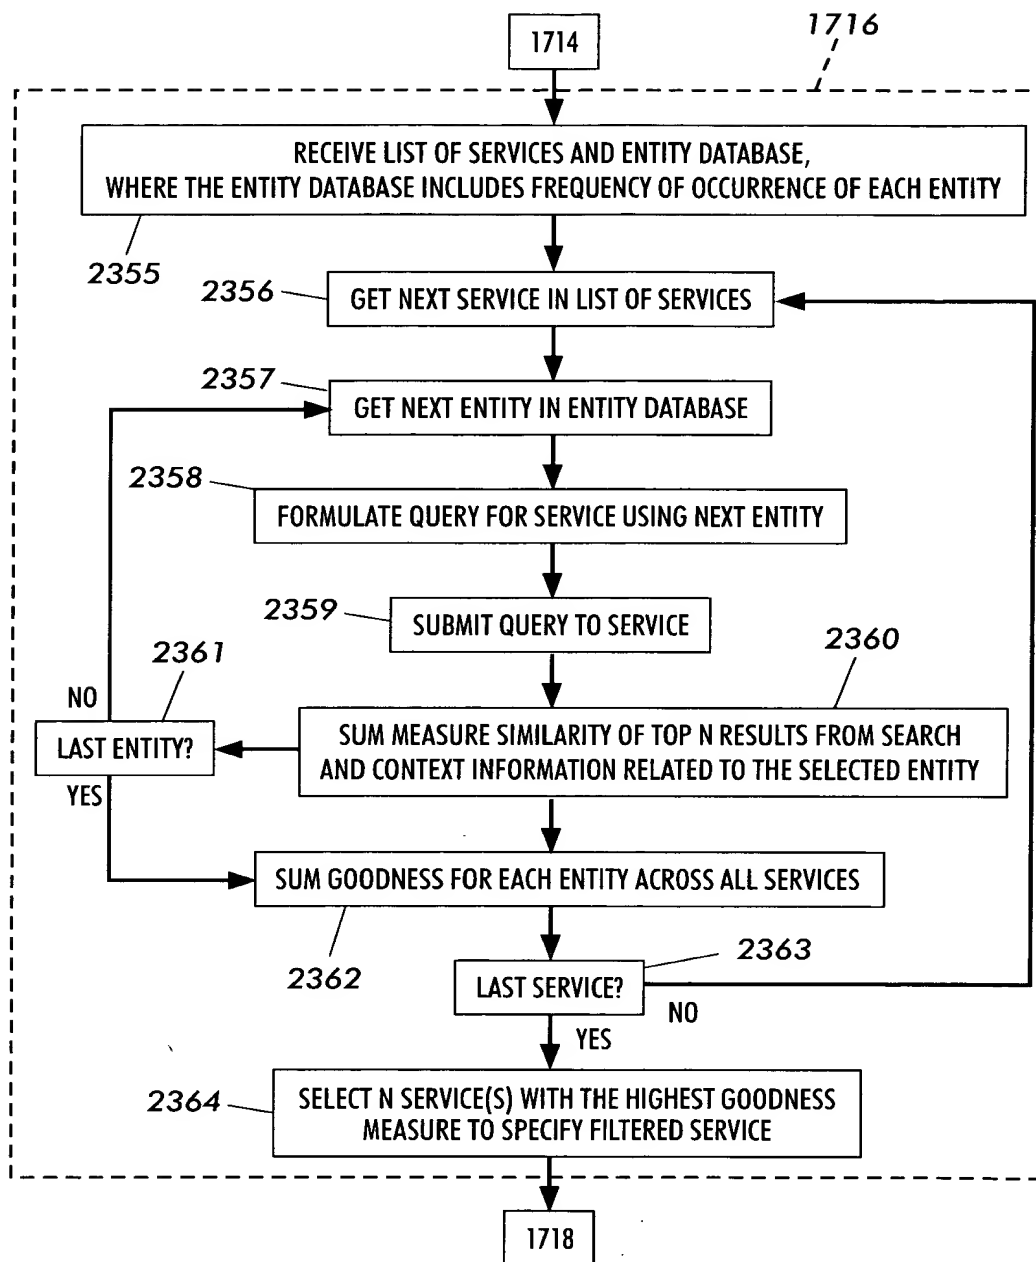 1716
1714
RECEIVE LIST OF SERVICES AND ENTITY DATABASE,
WHERE THE ENTITY DATABASE INCLUDES FREQUENCY OF OCCURRENCE OF EACH ENTITY
2355
2356
GET NEXT SERVICE IN LIST OF SERVICES
2357
GET NEXT ENTITY IN ENTITY DATABASE
2358
FORMULATE QUERY FOR SERVICE USING NEXT ENTITY
2359
SUBMIT QUERY TO SERVICE
2360
2361
NO
LAST ENTITY?
YES
SUM MEASURE SIMILARITY OF TOP N RESULTS FROM SEARCH
AND CONTEXT INFORMATION RELATED TO THE SELECTED ENTITY
SUM GOODNESS FOR EACH ENTITY ACROSS ALL SERVICES
2362
2363
LAST SERVICE?
NO
YES
2364
SELECT N SERVICE(S) WITH THE HIGHEST GOODNESS
MEASURE TO SPECIFY FILTERED SERVICE
1718